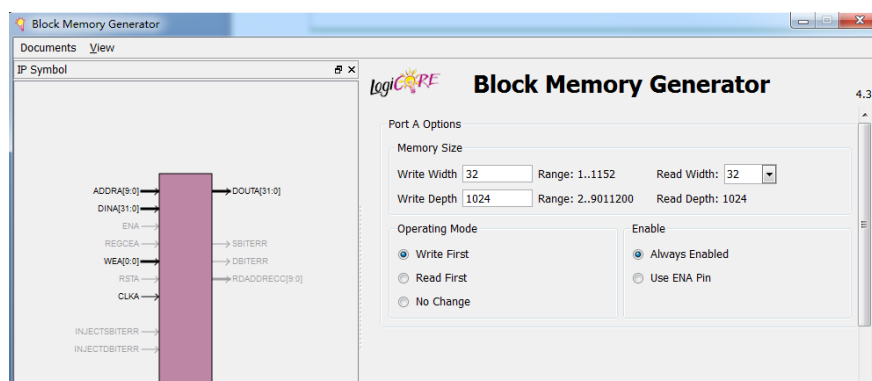 Block Memory Generator
Documents View
IP Symbol
LogiCORE Block Memory Generator
4.3
Port A Options
Memory Size
Write Width 32 Range: 1..1152 Read Width: 32
Write Depth 1024 Range: 2..9011200 Read Depth: 1024
Operating Mode Enable
Write First Always Enabled
Read First Use ENA Pin
No Change
ADDRA[9:0] DOUTA[31:0]
DINA[31:0]
ENA
REGCEA SBITERR
WEA[0:0] DBITERR
RSTA RDADDRECC[9:0]
CLKA
INJECTSBITERR
INJECTDBITERR